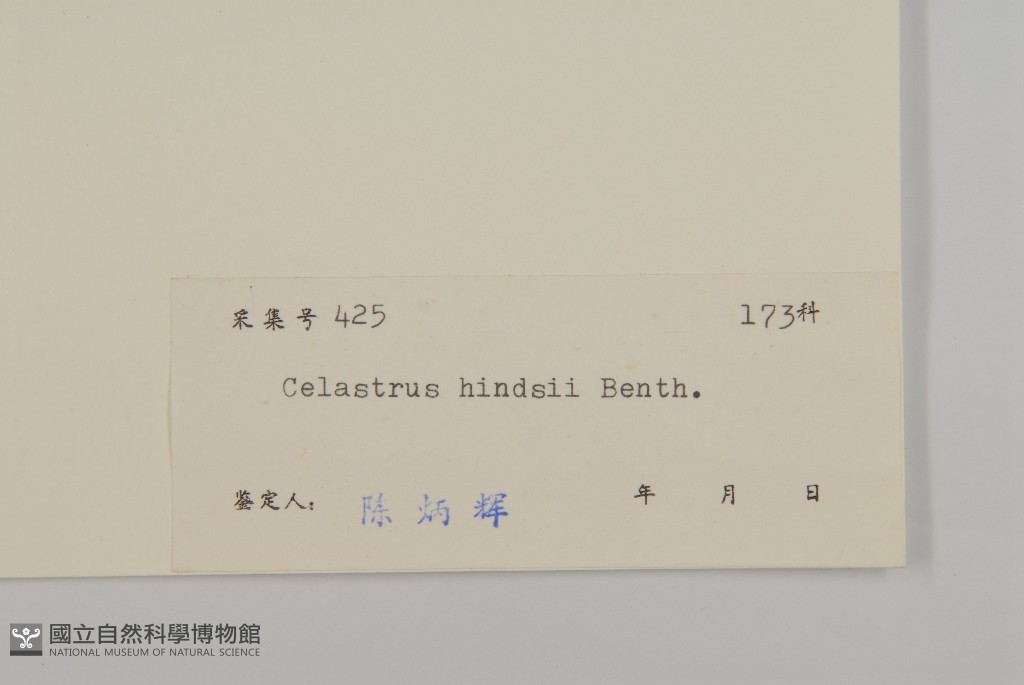 采集号 425 173科
Celastrus hindsii Benth.
鉴定人: 陈炳辉 年 月 日
國立自然科學博物館
NATIONAL MUSEUM OF NATURAL SCIENCE